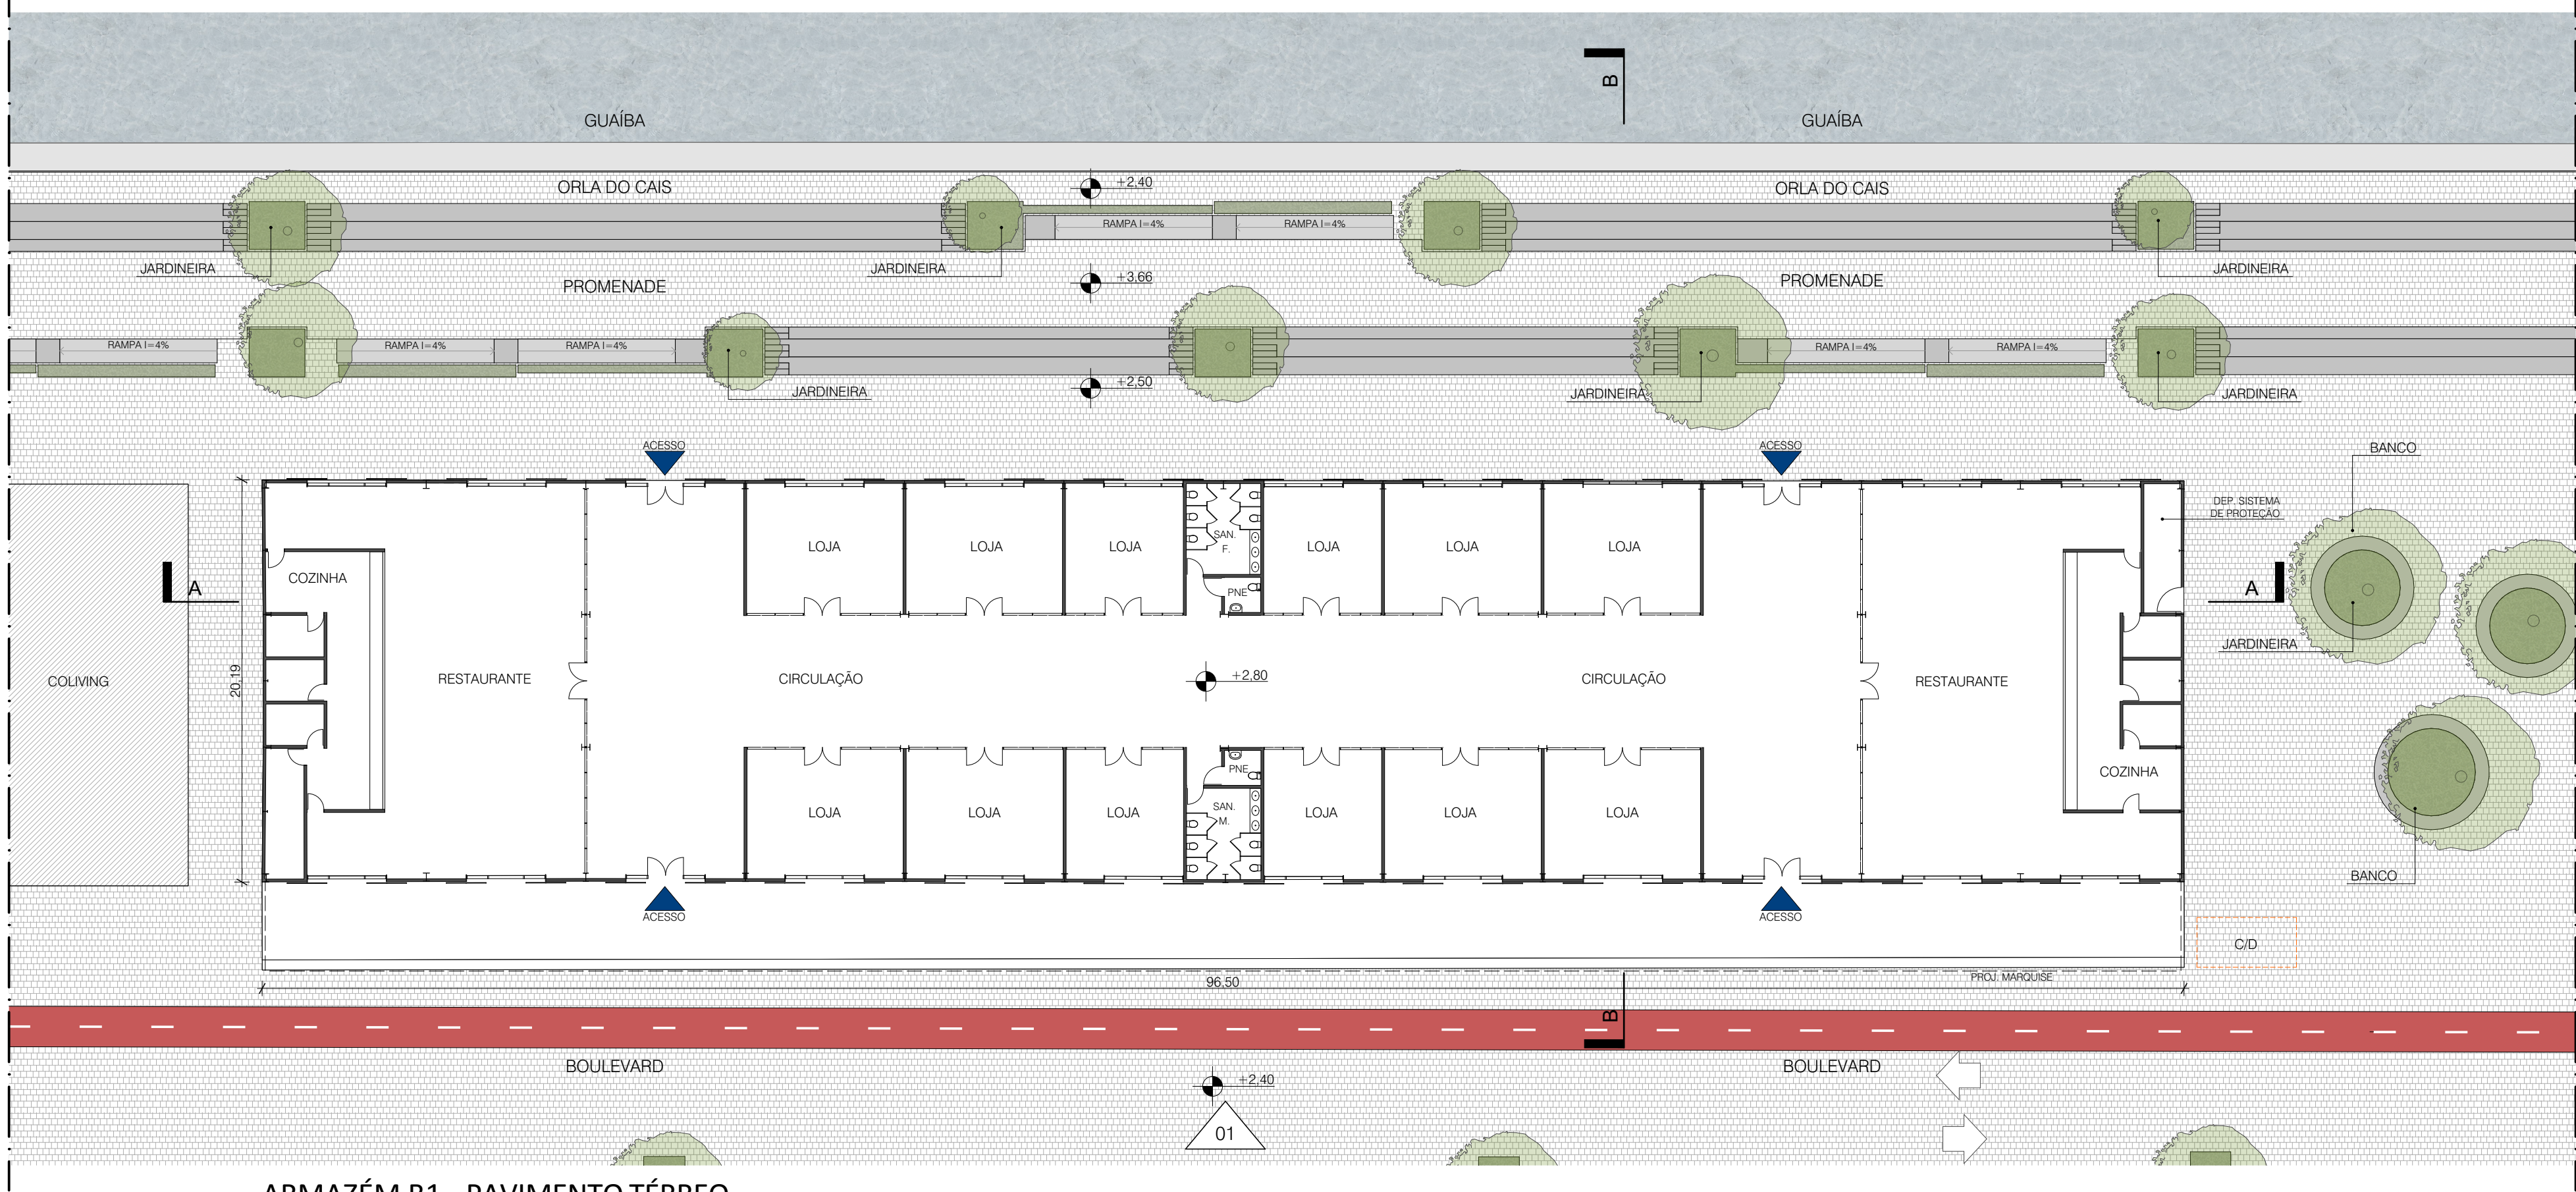 B
GUAÍBA
GUAÍBA
ORLA DO CAIS
+2,40
ORLA DO CAIS
RAMPA I=4%
RAMPA I=4%
JARDINEIRA
JARDINEIRA
JARDINEIRA
PROMENADE
+3,66
PROMENADE
RAMPA I=4%
RAMPA I=4%
RAMPA I=4%
RAMPA I=4%
RAMPA I=4%
JARDINEIRA
+2,50
JARDINEIRA
JARDINEIRA
ACESSO
ACESSO
BANCO
DEP. SISTEMA
DE PROTEÇÃO
LOJA
LOJA
LOJA
SAN.
F.
LOJA
LOJA
LOJA
COZINHA
A
PNE
A
JARDINEIRA
COLIVING
20,19
RESTAURANTE
CIRCULAÇÃO
+2,80
CIRCULAÇÃO
RESTAURANTE
PNE
COZINHA
LOJA
LOJA
LOJA
SAN.
M.
LOJA
LOJA
LOJA
BANCO
ACESSO
ACESSO
C/D
96,50
PROJ. MARQUISE
B
BOULEVARD
BOULEVARD
+2,40
01
ARMAZÉM B1 - PAVIMENTO TÉRREO